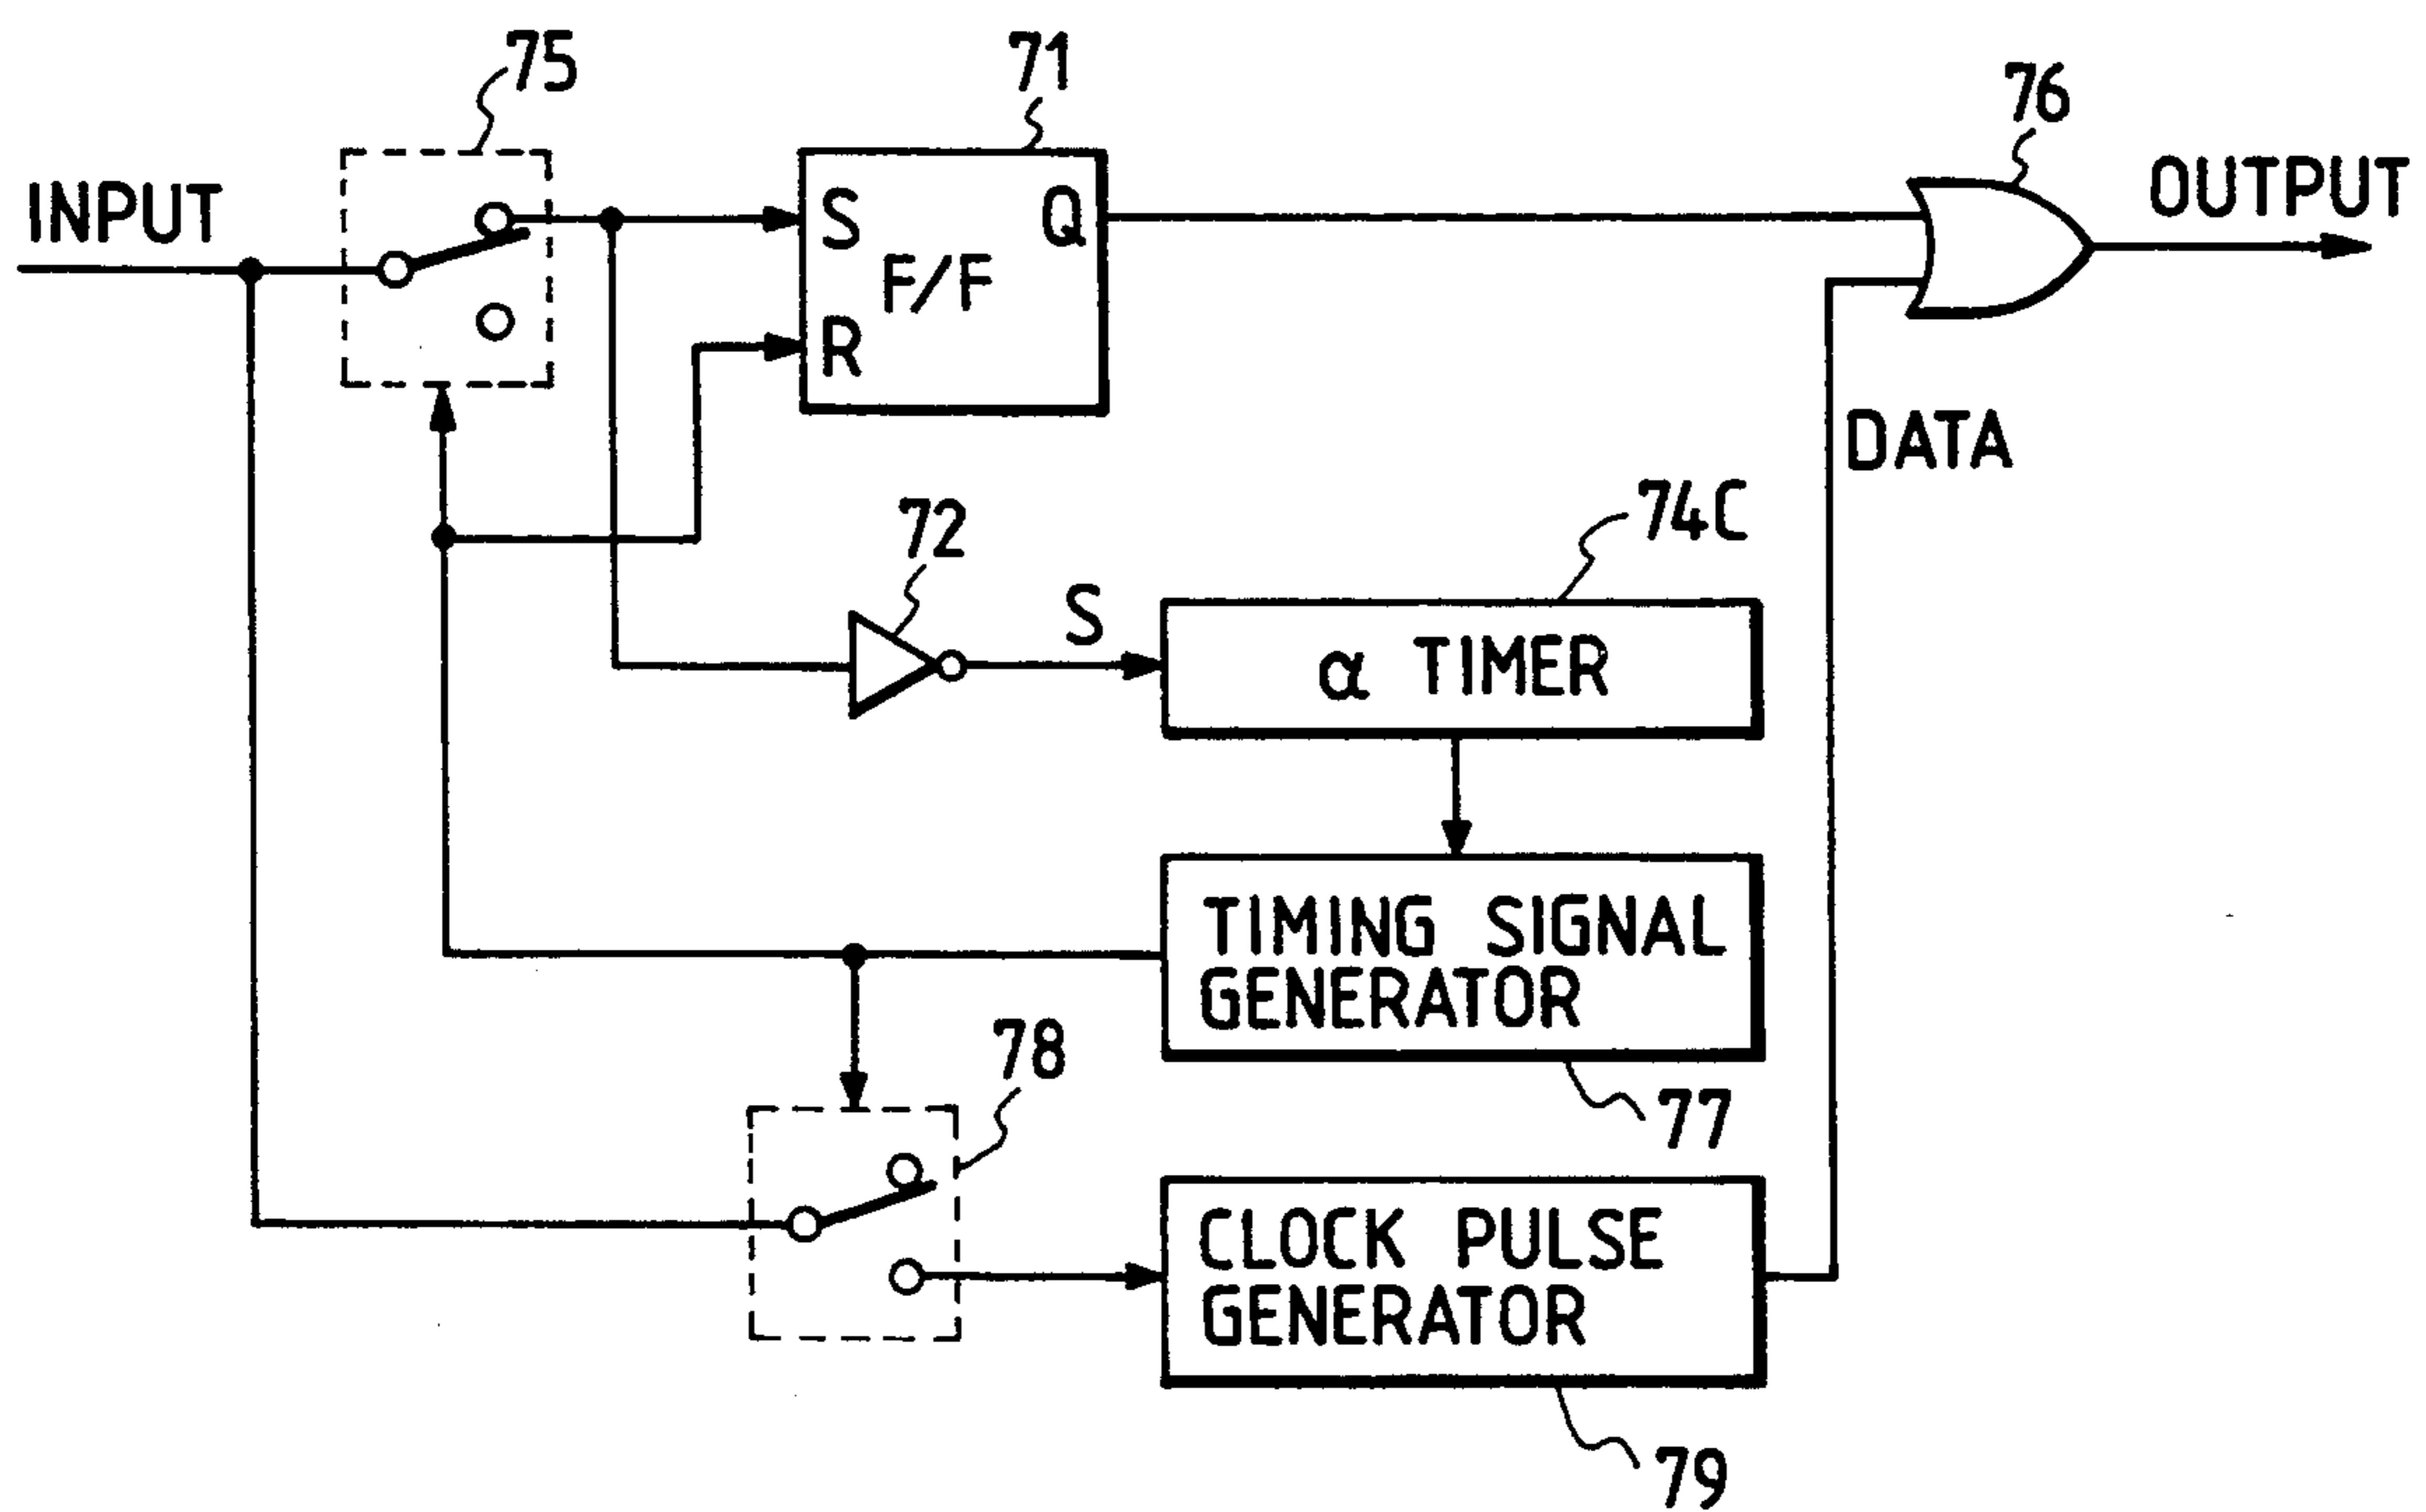 75
71
76
INPUT
OUTPUT
S
Q
F/F
R
DATA
72
74C
S
α TIMER
TIMING SIGNAL
GENERATOR
78
77
CLOCK PULSE
GENERATOR
79